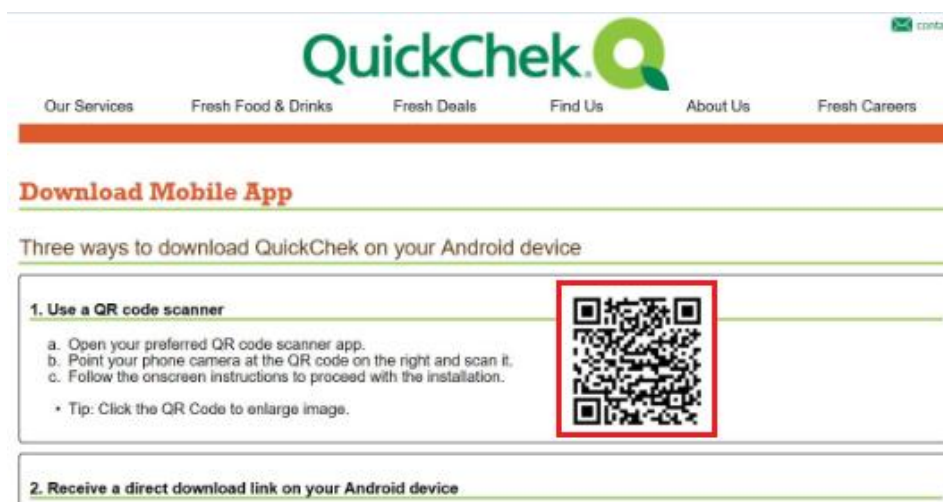 conta
QuickChek.
Our Services Fresh Food & Drinks Fresh Deals Find Us About Us Fresh Careers
Download Mobile App
Three ways to download QuickChek on your Android device
1. Use a QR code scanner
a. Open your preferred QR code scanner app.
b. Point your phone camera at the QR code on the right and scan it.
c. Follow the onscreen instructions to proceed with the installation.
• Tip: Click the QR Code to enlarge image.
2. Receive a direct download link on your Android device